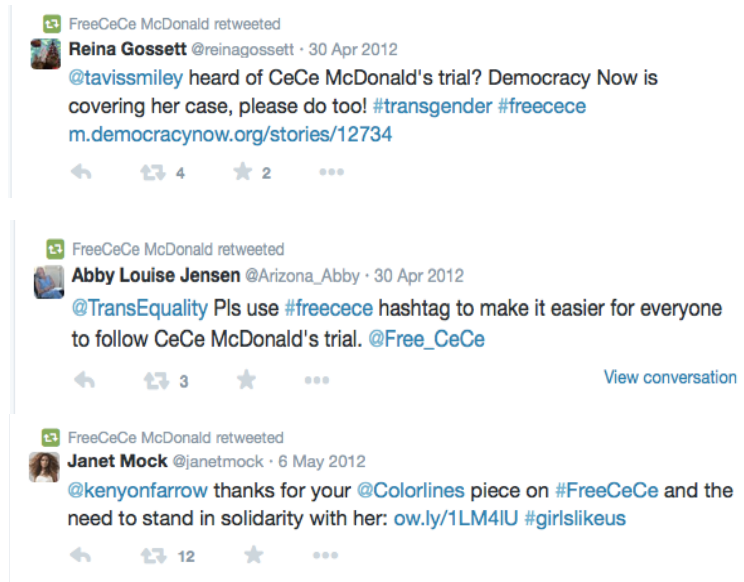 FreeCeCe McDonald retweeted
Reina Gossett @reinagossett · 30 Apr 2012
@tavissmiley heard of CeCe McDonald's trial? Democracy Now is
covering her case, please do too! #transgender #freecece
m.democracynow.org/stories/12734
4 2
FreeCeCe McDonald retweeted
Abby Louise Jensen @Arizona_Abby · 30 Apr 2012
@TransEquality Pls use #freecece hashtag to make it easier for everyone
to follow CeCe McDonald's trial. @Free_CeCe
3 View conversation
FreeCeCe McDonald retweeted
Janet Mock @janetmock · 6 May 2012
@kenyonfarrow thanks for your @Colorlines piece on #FreeCeCe and the
need to stand in solidarity with her: ow.ly/1LM4lU #girlslikeus
12